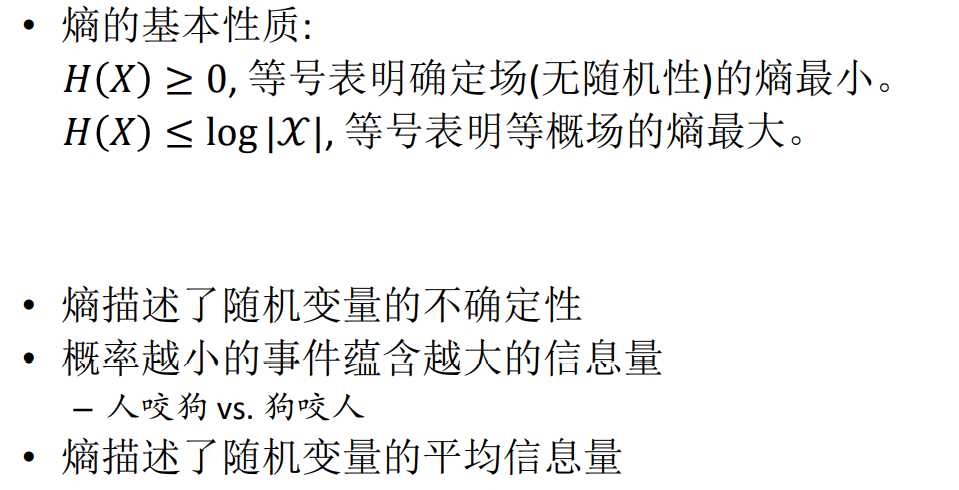 • 熵的基本性质:
H(X) ≥ 0, 等号表明确定场(无随机性)的熵最小。
H(X) ≤ log|𝒳|, 等号表明等概场的熵最大。
• 熵描述了随机变量的不确定性
• 概率越小的事件蕴含越大的信息量
– 人咬狗 vs. 狗咬人
• 熵描述了随机变量的平均信息量